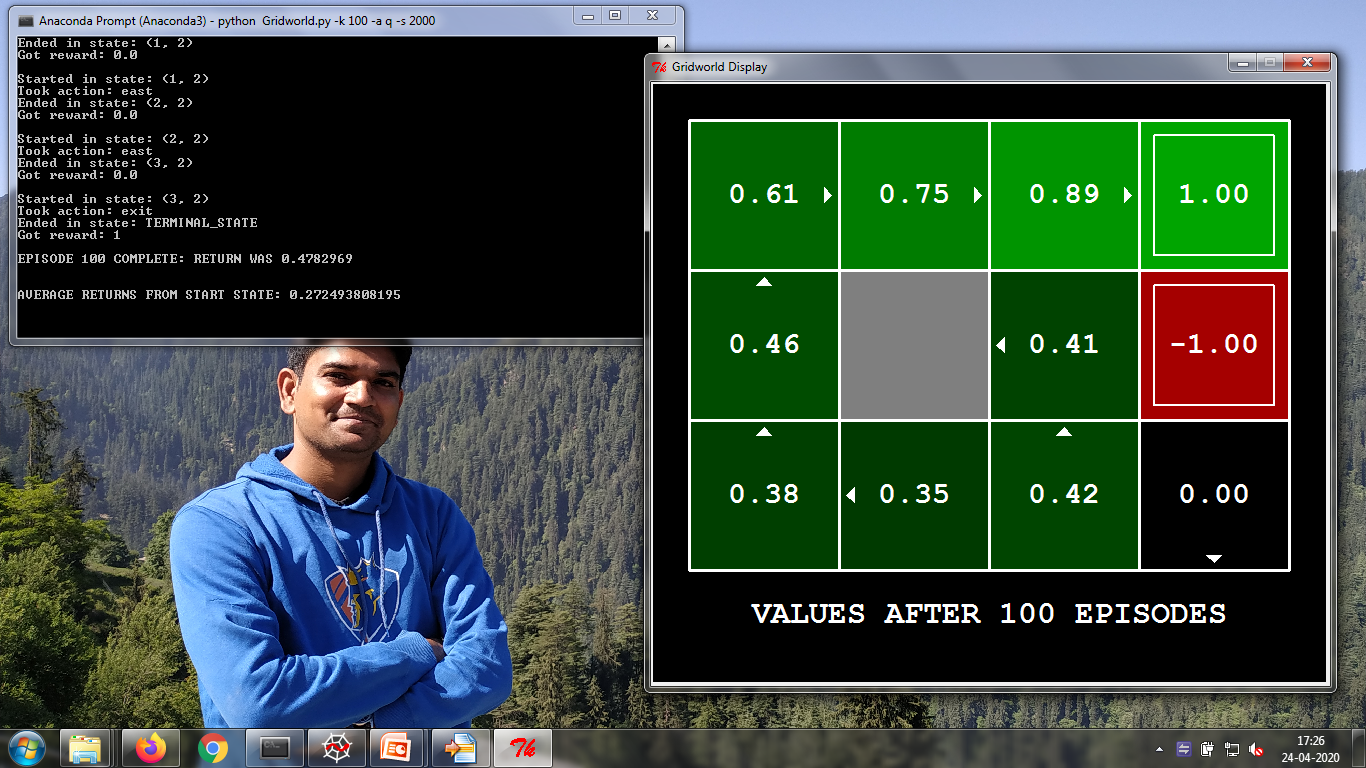 Anaconda Prompt (Anaconda3) - python Gridworld.py -k 100 -a q -s 2000
Ended in state: (1, 2)
Got reward: 0.0
Started in state: (1, 2)
Took action: east
Ended in state: (2, 2)
Got reward: 0.0
Started in state: (2, 2)
Took action: east
Ended in state: (3, 2)
Got reward: 0.0
Started in state: (3, 2)
Took action: exit
Ended in state: TERMINAL_STATE
Got reward: 1
EPISODE 100 COMPLETE: RETURN WAS 0.4782969
AVERAGE RETURNS FROM START STATE: 0.272493808195
Gridworld Display
0.61 0.75 0.89 1.00
0.46 0.41 -1.00
0.38 0.35 0.42 0.00
VALUES AFTER 100 EPISODES
17:26
24-04-2020